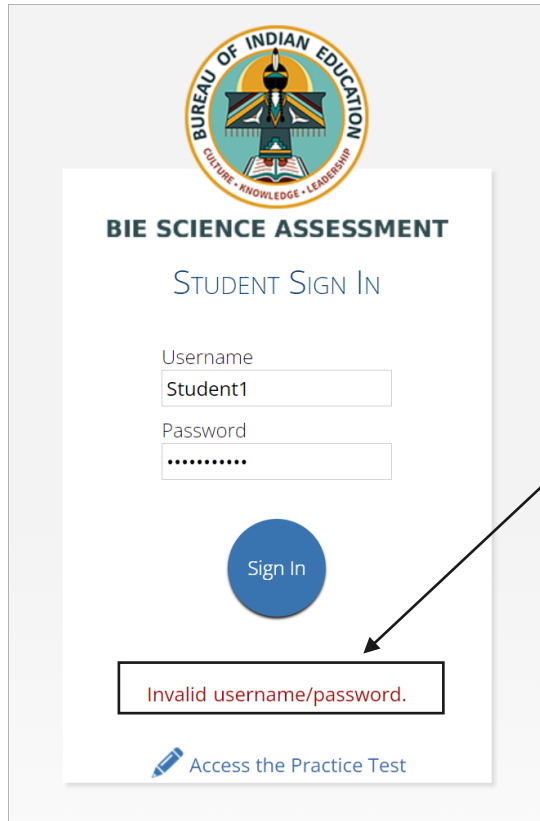 BUREAU OF INDIAN EDUCATION
CULTURE • KNOWLEDGE • LEADERSHIP
BIE SCIENCE ASSESSMENT
Student Sign In
Username
Student1
Password
•••••••••••
Sign In
Invalid username/password.
Access the Practice Test